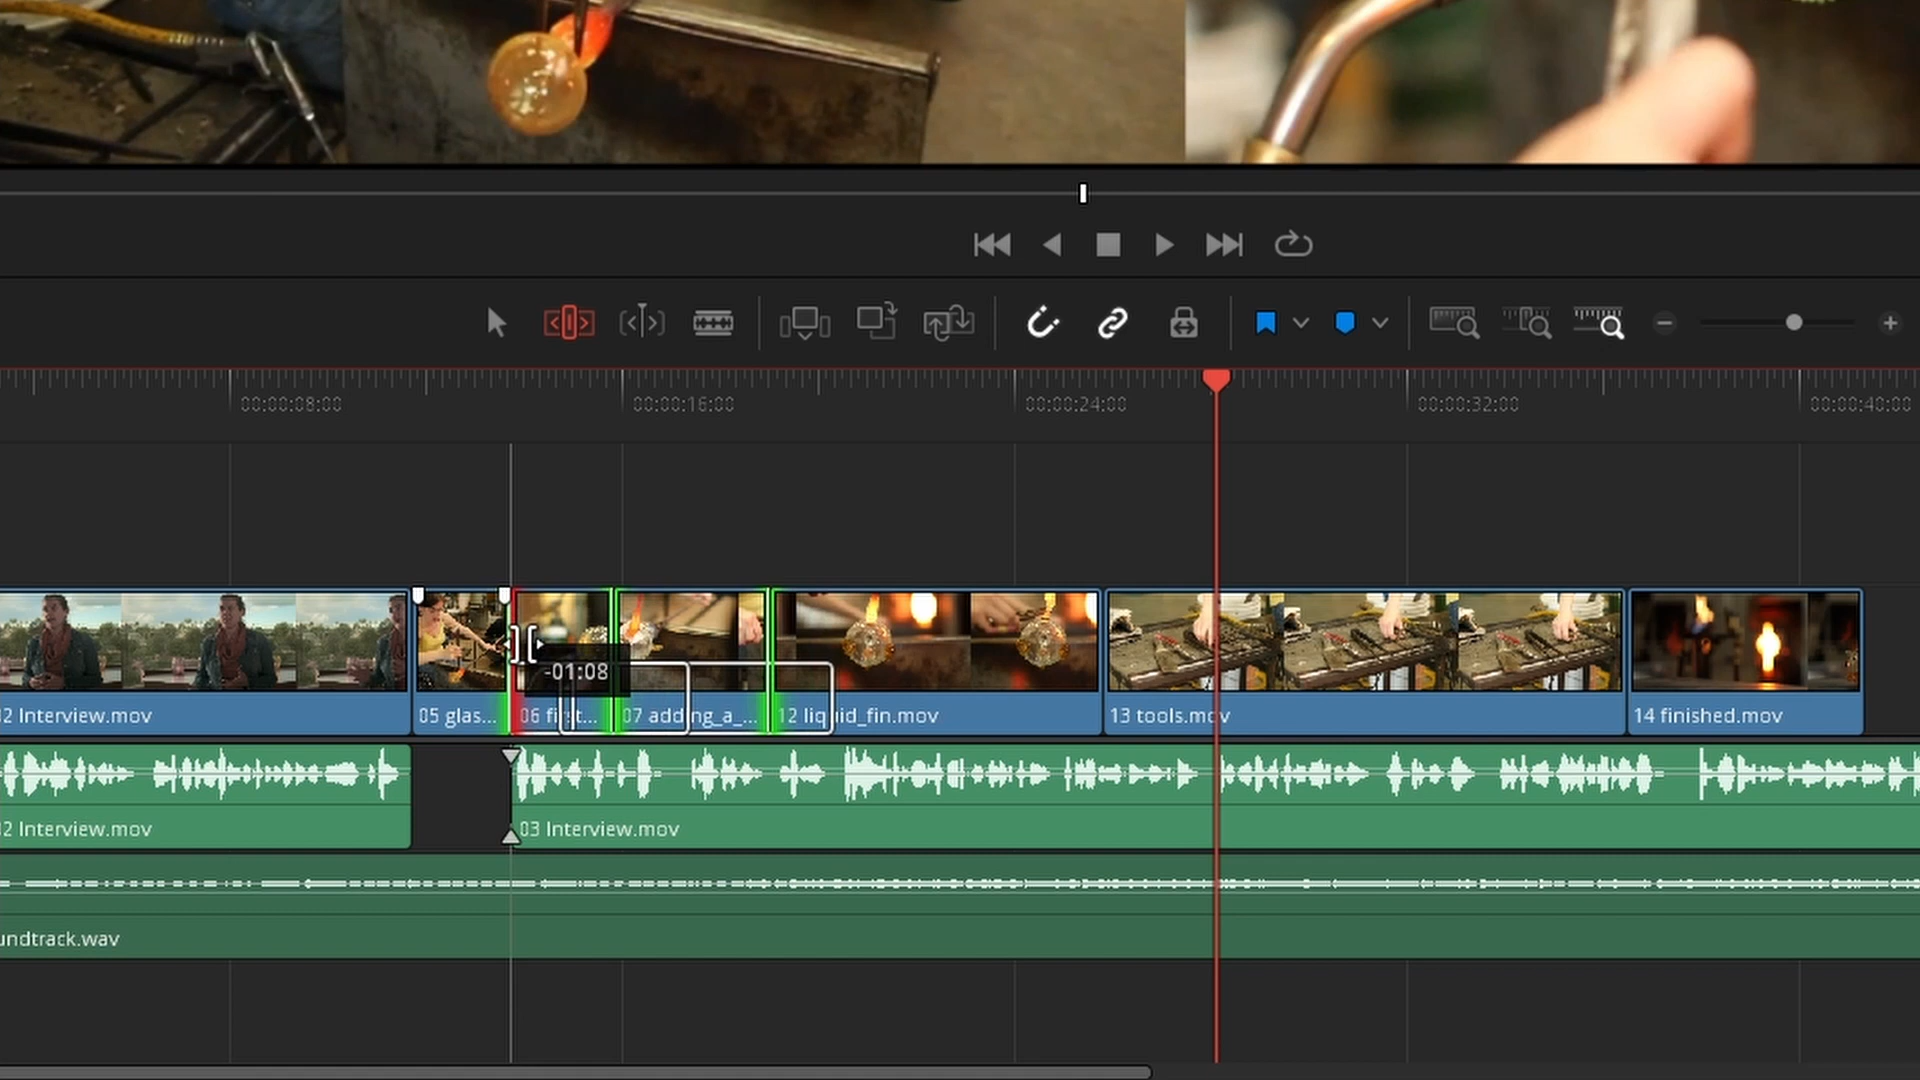 00:00:08:00
00:00:16:00
00:00:24:00
00:00:32:00
00:00:40:00
-01:08
2 Interview.mov
05 glas...
06 fi
t...
07 adding_a_...
12 liquid_fin.mov
13 tools.mov
14 finished.mov
2 Interview.mov
03 Interview.mov
undtrack.wav